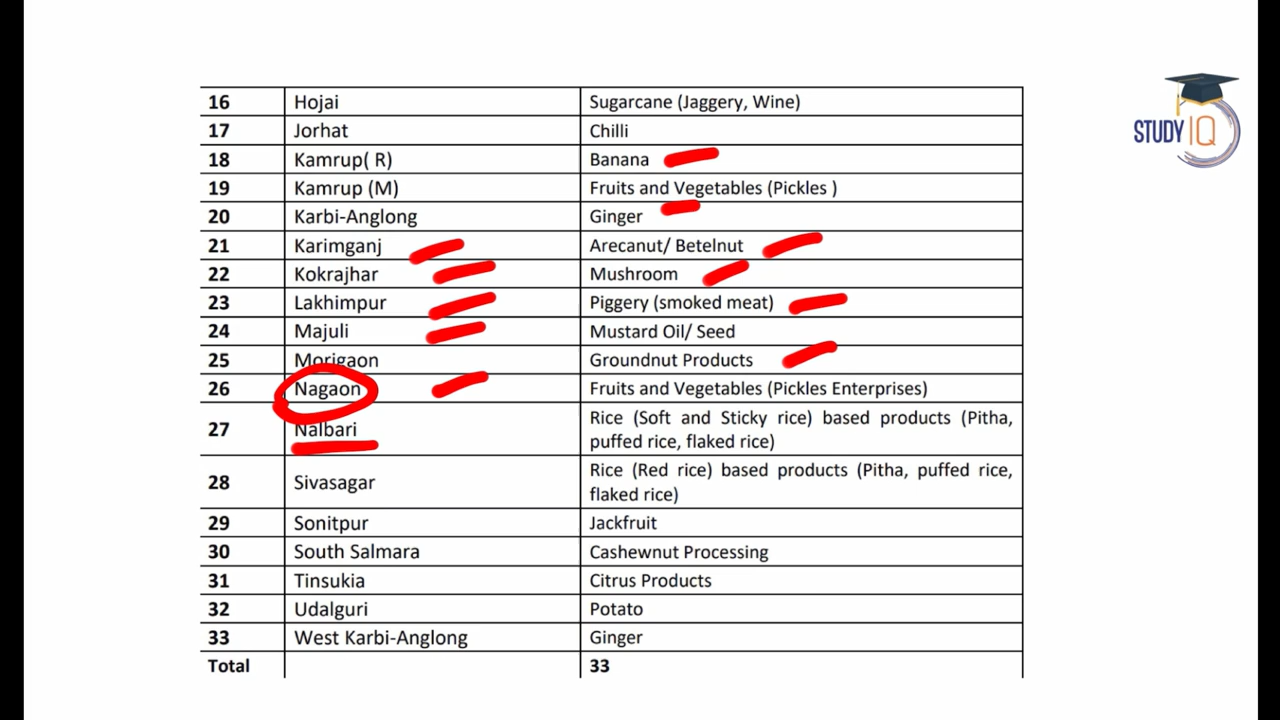 16 Hojai Sugarcane (Jaggery, Wine)
17 Jorhat Chilli
18 Kamrup( R) Banana
19 Kamrup (M) Fruits and Vegetables (Pickles )
20 Karbi-Anglong Ginger
21 Karimganj Arecanut/ Betelnut
22 Kokrajhar Mushroom
23 Lakhimpur Piggery (smoked meat)
24 Majuli Mustard Oil/ Seed
25 Morigaon Groundnut Products
26 Nagaon Fruits and Vegetables (Pickles Enterprises)
27 Nalbari Rice (Soft and Sticky rice) based products (Pitha,
puffed rice, flaked rice)
28 Sivasagar Rice (Red rice) based products (Pitha, puffed rice,
flaked rice)
29 Sonitpur Jackfruit
30 South Salmara Cashewnut Processing
31 Tinsukia Citrus Products
32 Udalguri Potato
33 West Karbi-Anglong Ginger
Total 33
STUDY IQ